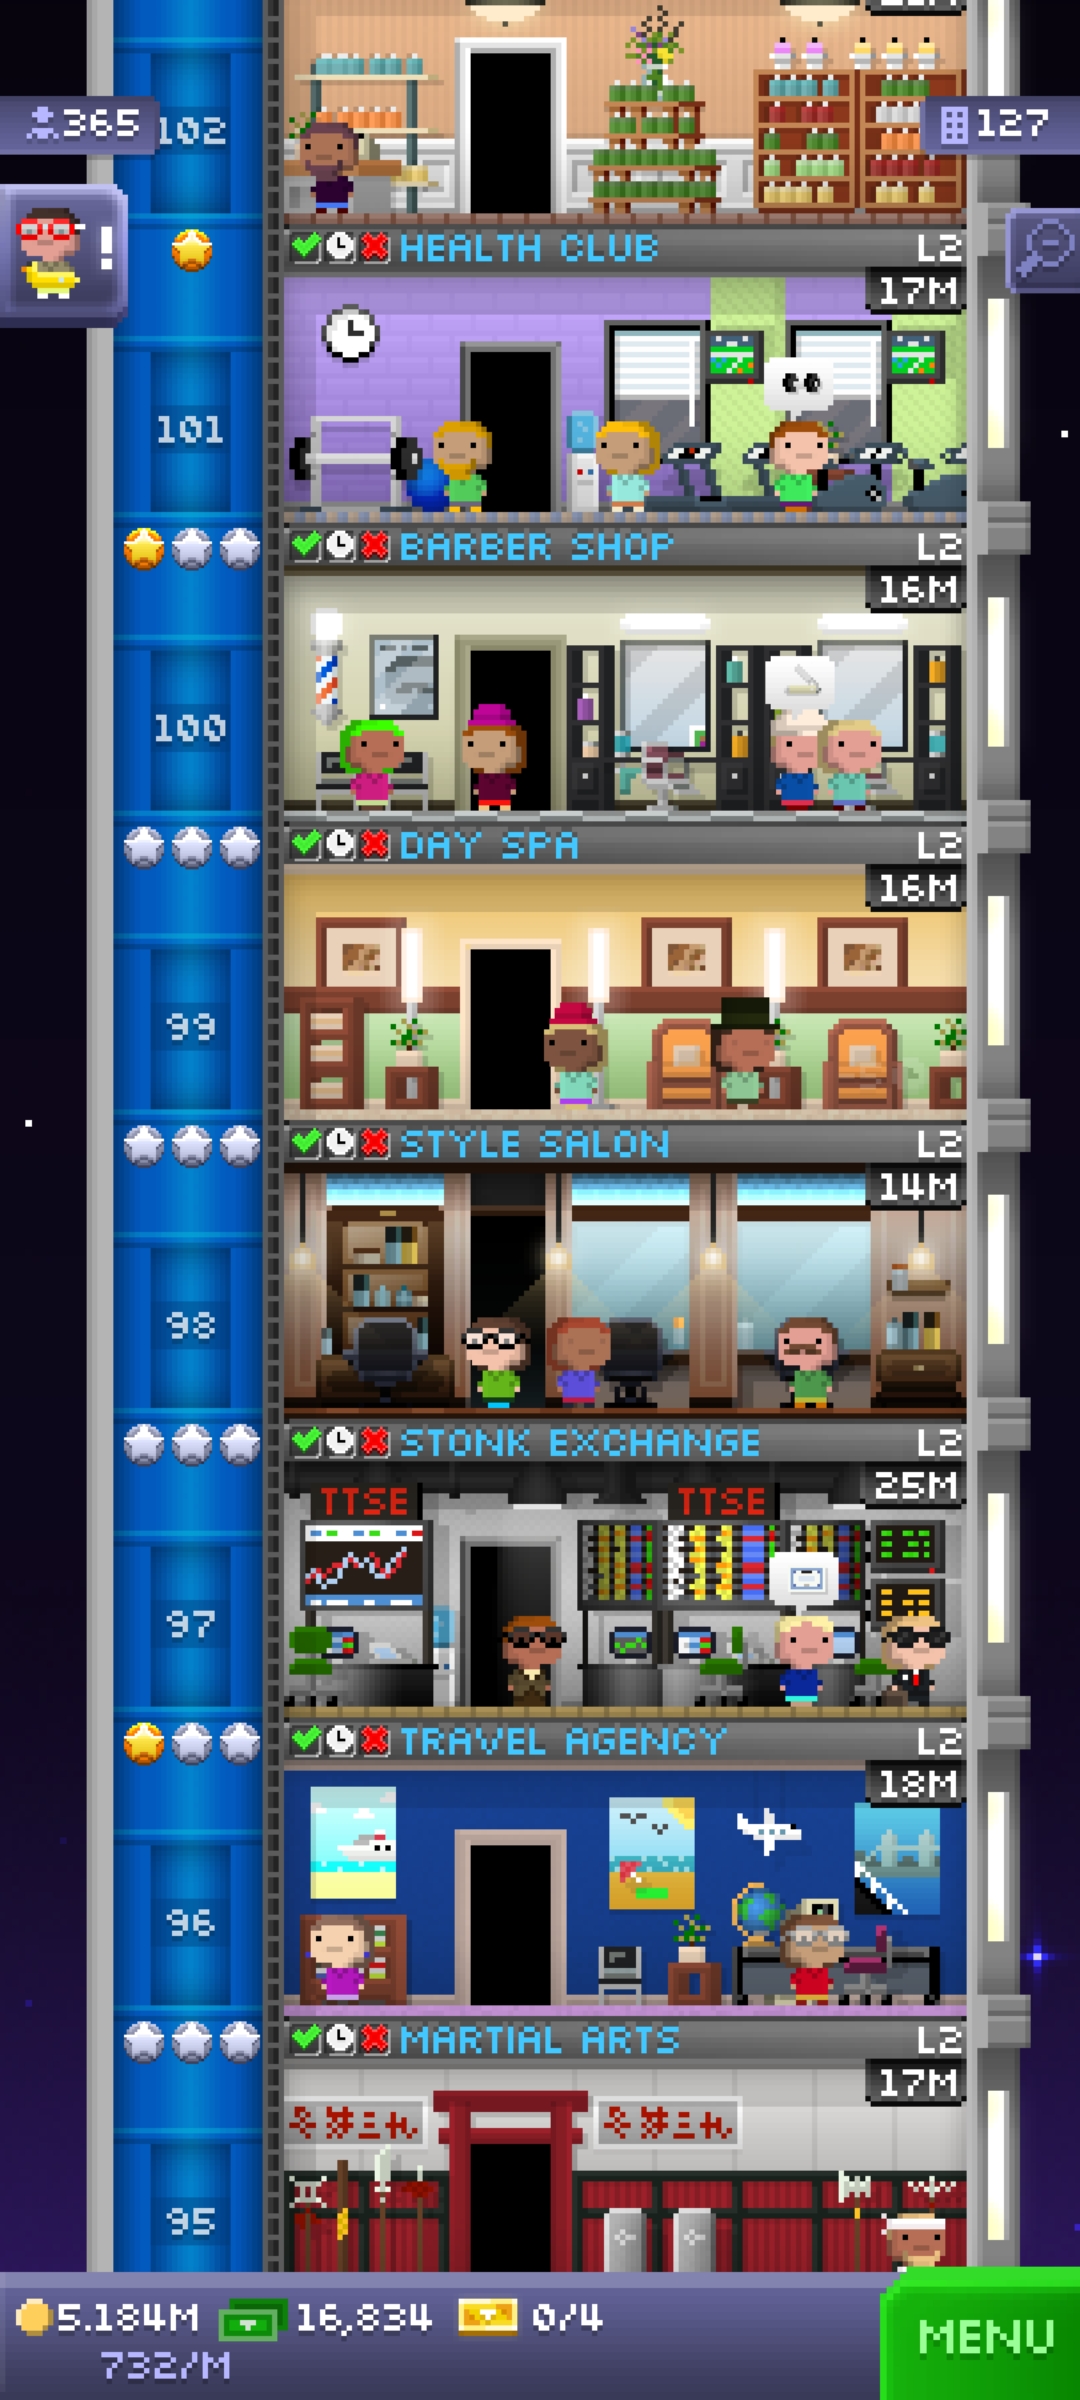 365
102
127
!
HEALTH CLUB L2
17M
101
BARBER SHOP L2
16M
100
DAY SPA L2
16M
99
STYLE SALON L2
14M
98
STONK EXCHANGE L2
25M
TTSE TTSE
97
TRAVEL AGENCY L2
18M
96
MARTIAL ARTS L2
17M
95
5.184M 16,834 0/4
732/M
MENU